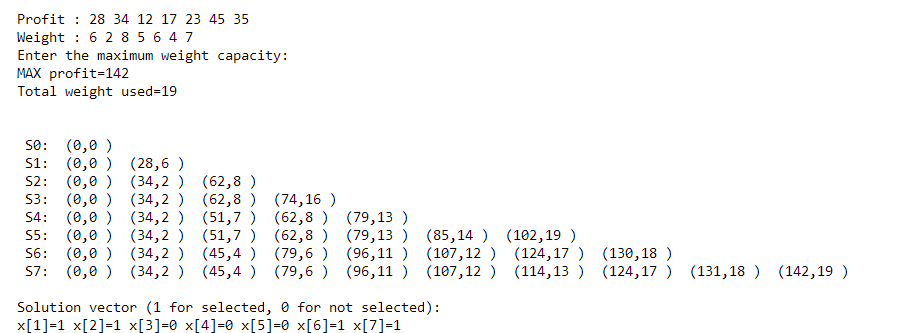 Profit : 28 34 12 17 23 45 35
Weight : 6 2 8 5 6 4 7
Enter the maximum weight capacity:
MAX profit=142
Total weight used=19
S0: (0,0 )
S1: (0,0 ) (28,6 )
S2: (0,0 ) (34,2 ) (62,8 )
S3: (0,0 ) (34,2 ) (62,8 ) (74,16 )
S4: (0,0 ) (34,2 ) (51,7 ) (62,8 ) (79,13 )
S5: (0,0 ) (34,2 ) (51,7 ) (62,8 ) (79,13 ) (85,14 ) (102,19 )
S6: (0,0 ) (34,2 ) (45,4 ) (79,6 ) (96,11 ) (107,12 ) (124,17 ) (130,18 )
S7: (0,0 ) (34,2 ) (45,4 ) (79,6 ) (96,11 ) (107,12 ) (114,13 ) (124,17 ) (131,18 ) (142,19 )
Solution vector (1 for selected, 0 for not selected):
x[1]=1 x[2]=1 x[3]=0 x[4]=0 x[5]=0 x[6]=1 x[7]=1